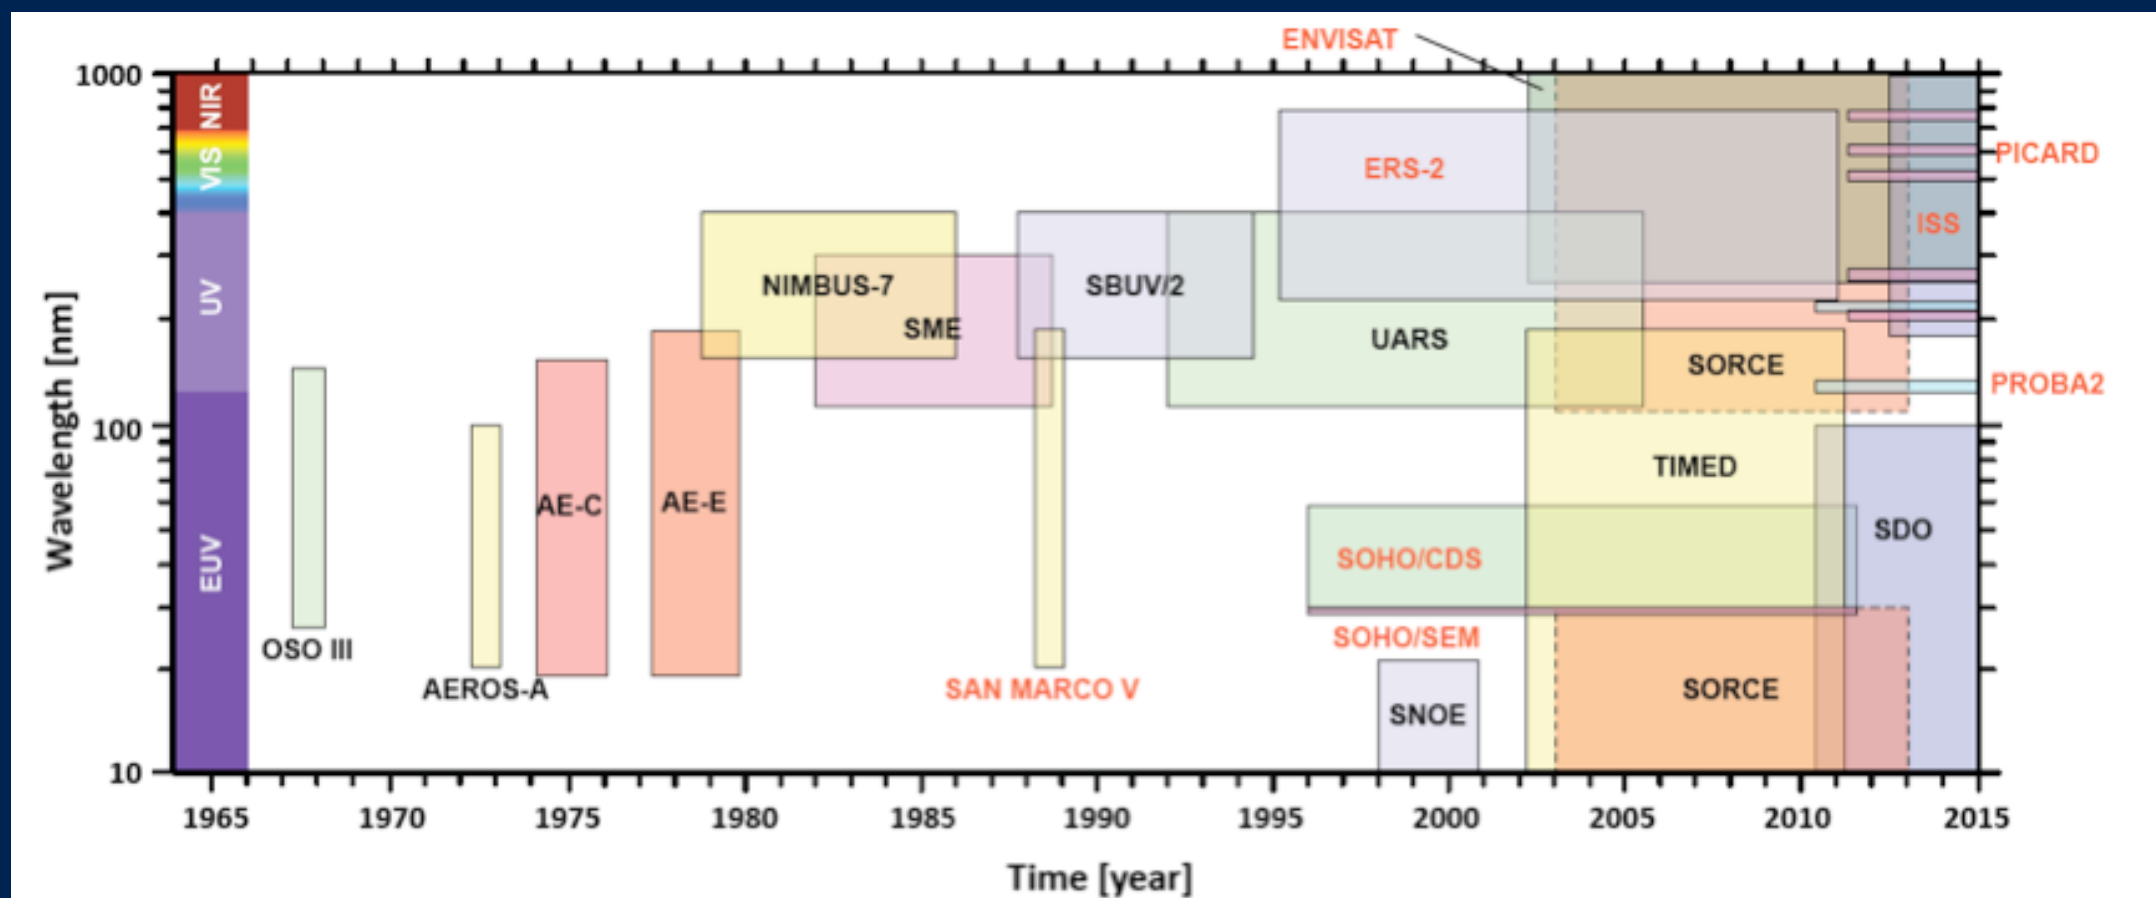 ENVISAT
1000
NIR
VIS
UV
EUV
Wavelength [nm]
100
10
PICARD
ERS-2
ISS
NIMBUS-7
SBUV/2
SME
UARS
SORCE
PROBA2
TIMED
AE-C
AE-E
SDO
SOHO/CDS
OSO III
SOHO/SEM
AEROS-A
SAN MARCO V
SORCE
SNOE
1965 1970 1975 1980 1985 1990 1995 2000 2005 2010 2015
Time [year]